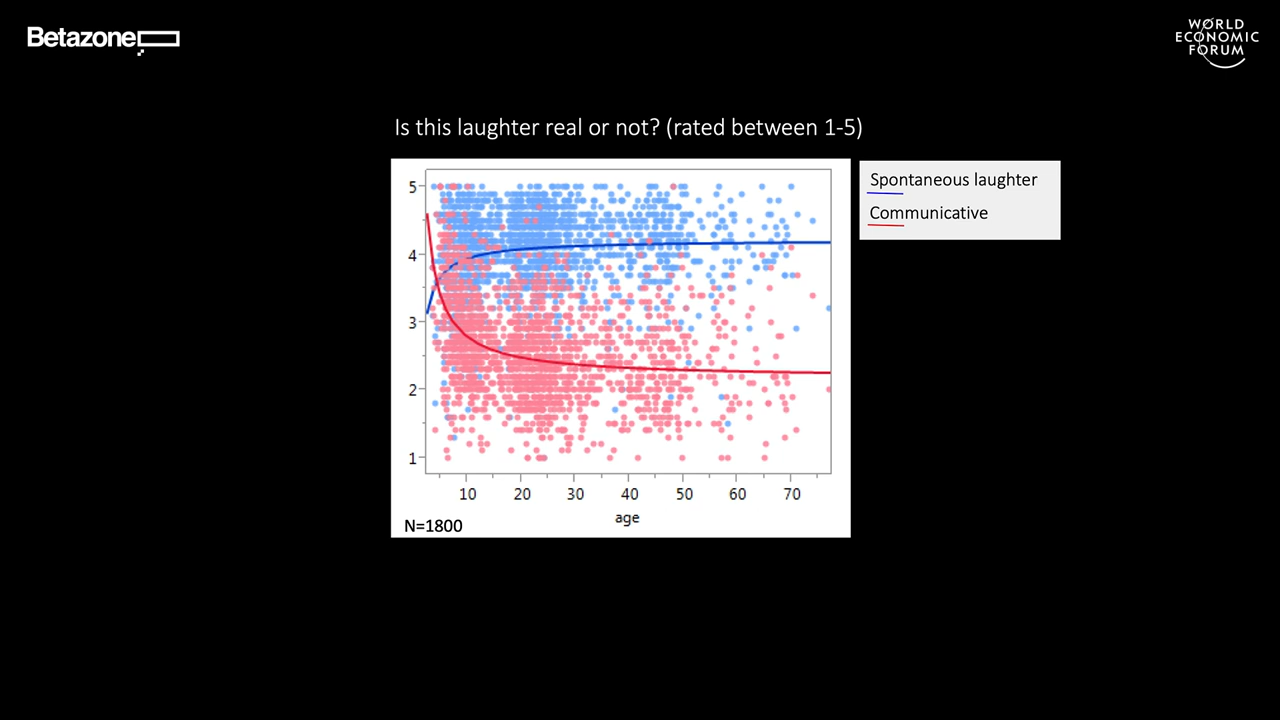 Betazone
WORLD
ECONOMIC
FORUM
Is this laughter real or not? (rated between 1-5)
Spontaneous laughter
Communicative
5
4
3
2
1
10 20 30 40 50 60 70
age
N=1800